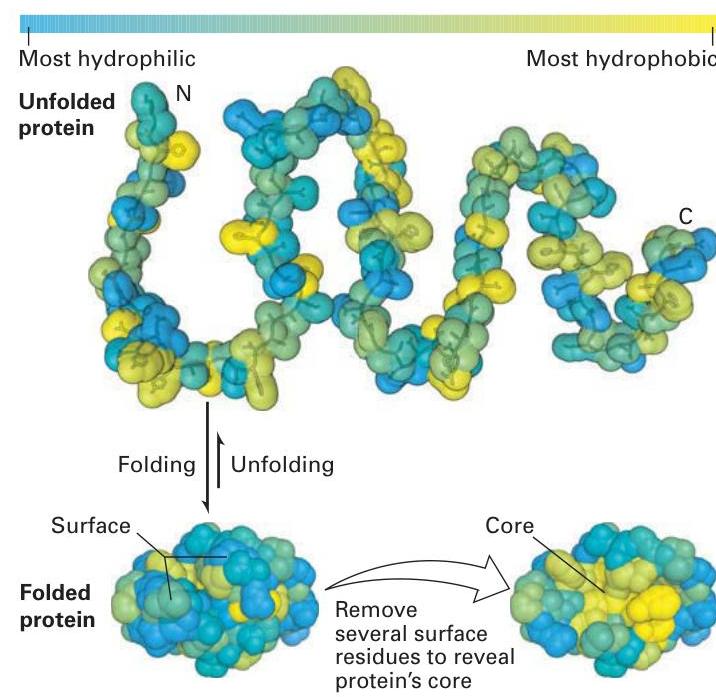 Most hydrophilic
Most hydrophobic
Unfolded
protein
N
C
Folding
Unfolding
Surface
Core
Folded
protein
Remove
several surface
residues to reveal
protein's core